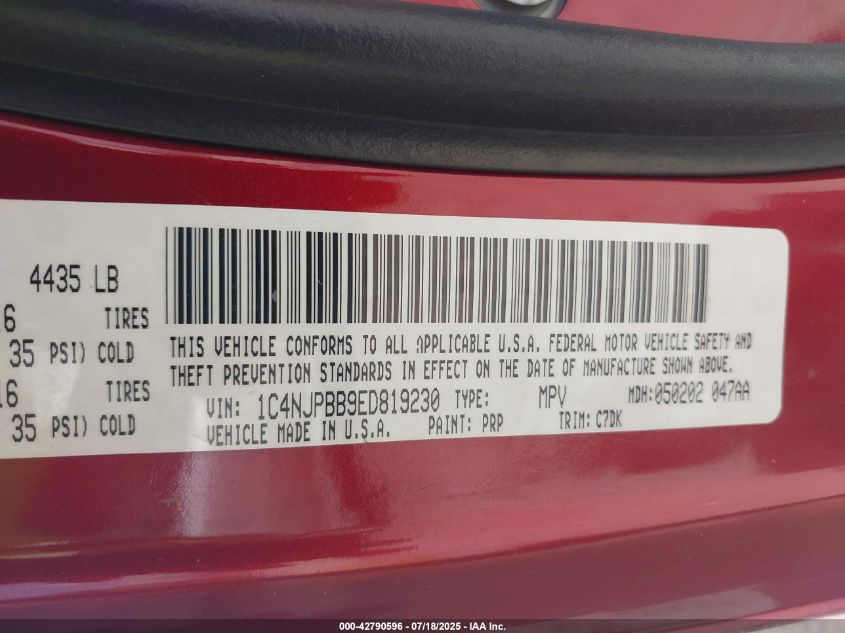 4435 LB
16 TIRES
35 PSI) COLD
16 TIRES
35 PSI) COLD
THIS VEHICLE CONFORMS TO ALL APPLICABLE U.S.A. FEDERAL MOTOR VEHICLE SAFETY AND
THEFT PREVENTION STANDARDS IN EFFECT ON THE DATE OF MANUFACTURE SHOWN ABOVE.
VIN: 1C4NJPBB9ED819230 TYPE: MPV MDH:050202 047AA
VEHICLE MADE IN U.S.A. PAINT: PRP TRIM: C7DK
000-42790596 - 07/18/2025 - IAA Inc.